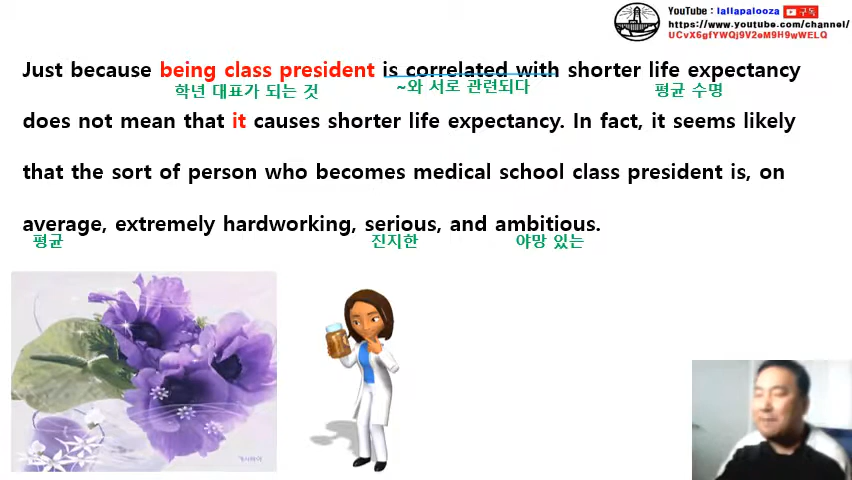 YouTube : lallapalooza 구독
https://www.youtube.com/channel/
UCvX6gfYWQj9V2eM9H9wWELQ
Just because being class president is correlated with shorter life expectancy
학년 대표가 되는 것 ~와 서로 관련되다 평균 수명
does not mean that it causes shorter life expectancy. In fact, it seems likely
that the sort of person who becomes medical school class president is, on
average, extremely hardworking, serious, and ambitious.
평균 진지한 야망 있는